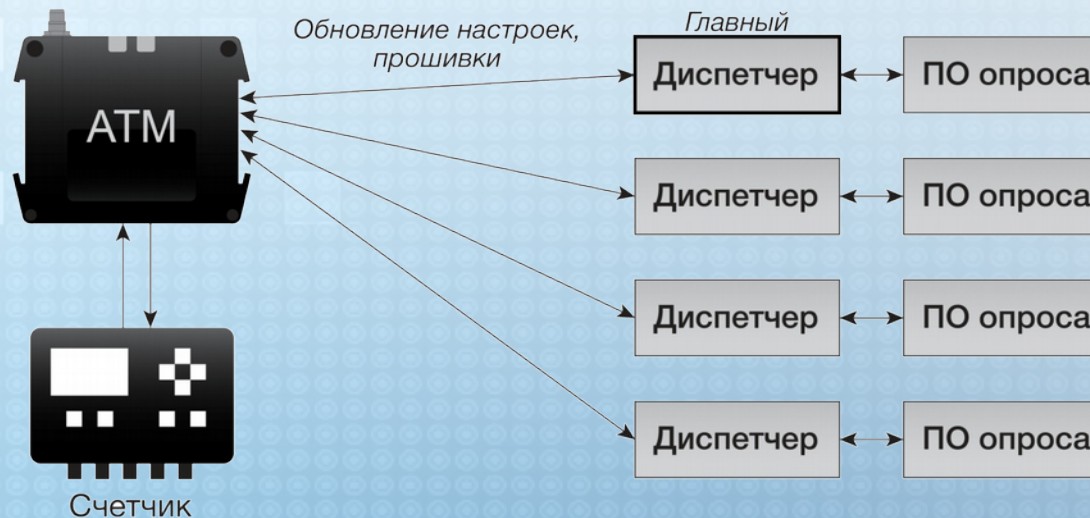 Обновление настроек,
прошивки
Главный
ATM
Диспетчер
ПО опроса
Диспетчер
ПО опроса
Диспетчер
ПО опроса
Диспетчер
ПО опроса
Счетчик